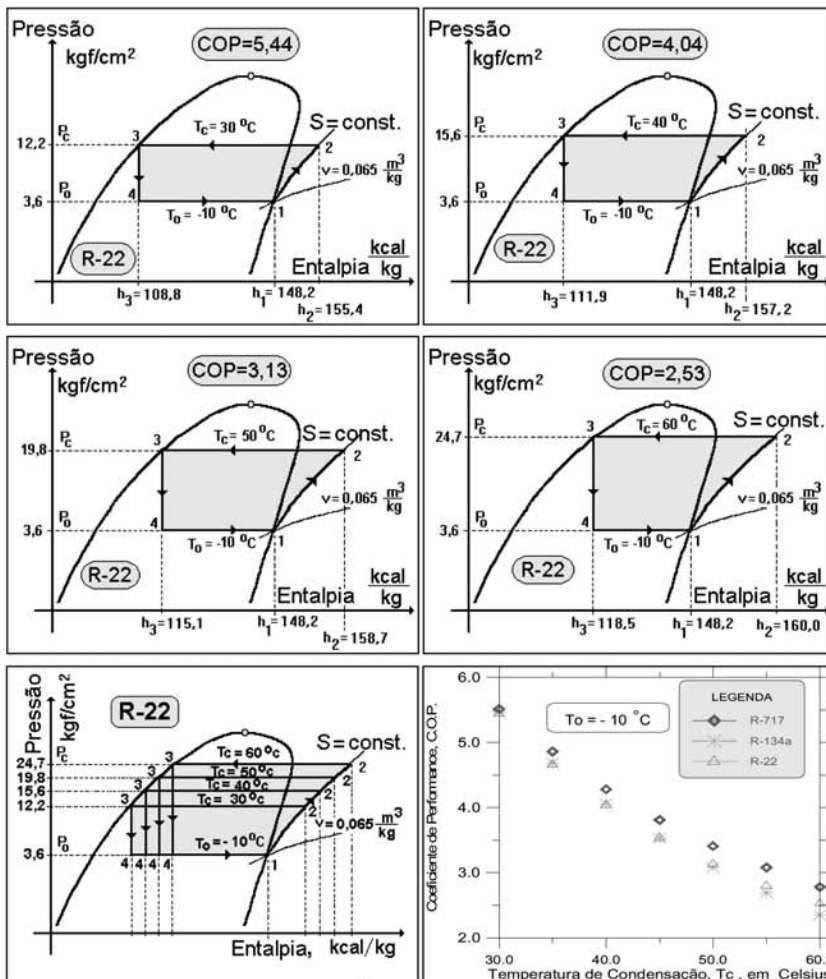 Pressão
kgf/cm²
COP=5,44
P_c
12,2
3
T_c = 30 °C
S=const.
2
v=0,065 m³/kg
P_o
3,6
4
T_o = -10 °C
1
R-22
Entalpia kcal/kg
h₃=108,8
h₁=148,2
h₂=155,4
Pressão
kgf/cm²
COP=4,04
P_c
15,6
3
T_c = 40 °C
S=const.
2
v=0,065 m³/kg
P_o
3,6
4
T_o = -10 °C
1
R-22
Entalpia kcal/kg
h₃=111,9
h₁=148,2
h₂=157,2
Pressão
kgf/cm²
COP=3,13
P_c
19,8
3
T_c = 50 °C
S=const.
2
v=0,065 m³/kg
P_o
3,6
4
T_o = -10 °C
1
R-22
Entalpia kcal/kg
h₃=115,1
h₁=148,2
h₂=158,7
Pressão
kgf/cm²
COP=2,53
P_c
24,7
3
T_c = 60 °C
S=const.
2
v=0,065 m³/kg
P_o
3,6
4
T_o = -10 °C
1
R-22
Entalpia kcal/kg
h₃=118,5
h₁=148,2
h₂=160,0
Pressão
kgf/cm²
R-22
P_c
24,7
19,8
15,6
12,2
3
3
3
3
T_c = 60 °C
T_c = 50 °C
T_c = 40 °C
T_c = 30 °C
S=const.
2
2
2
2
v=0,065 m³/kg
P_o
3,6
T_o = -10 °C
4 4 4 4
1
Entalpia, kcal/kg
Coeficiente de Performance, C.O.P.
6.0
5.0
4.0
3.0
2.0
To = - 10 °C
LEGENDA
R-717
R-134a
R-22
30.0 40.0 50.0 60.
Temperatura de Condensação, Tc , em Celsius